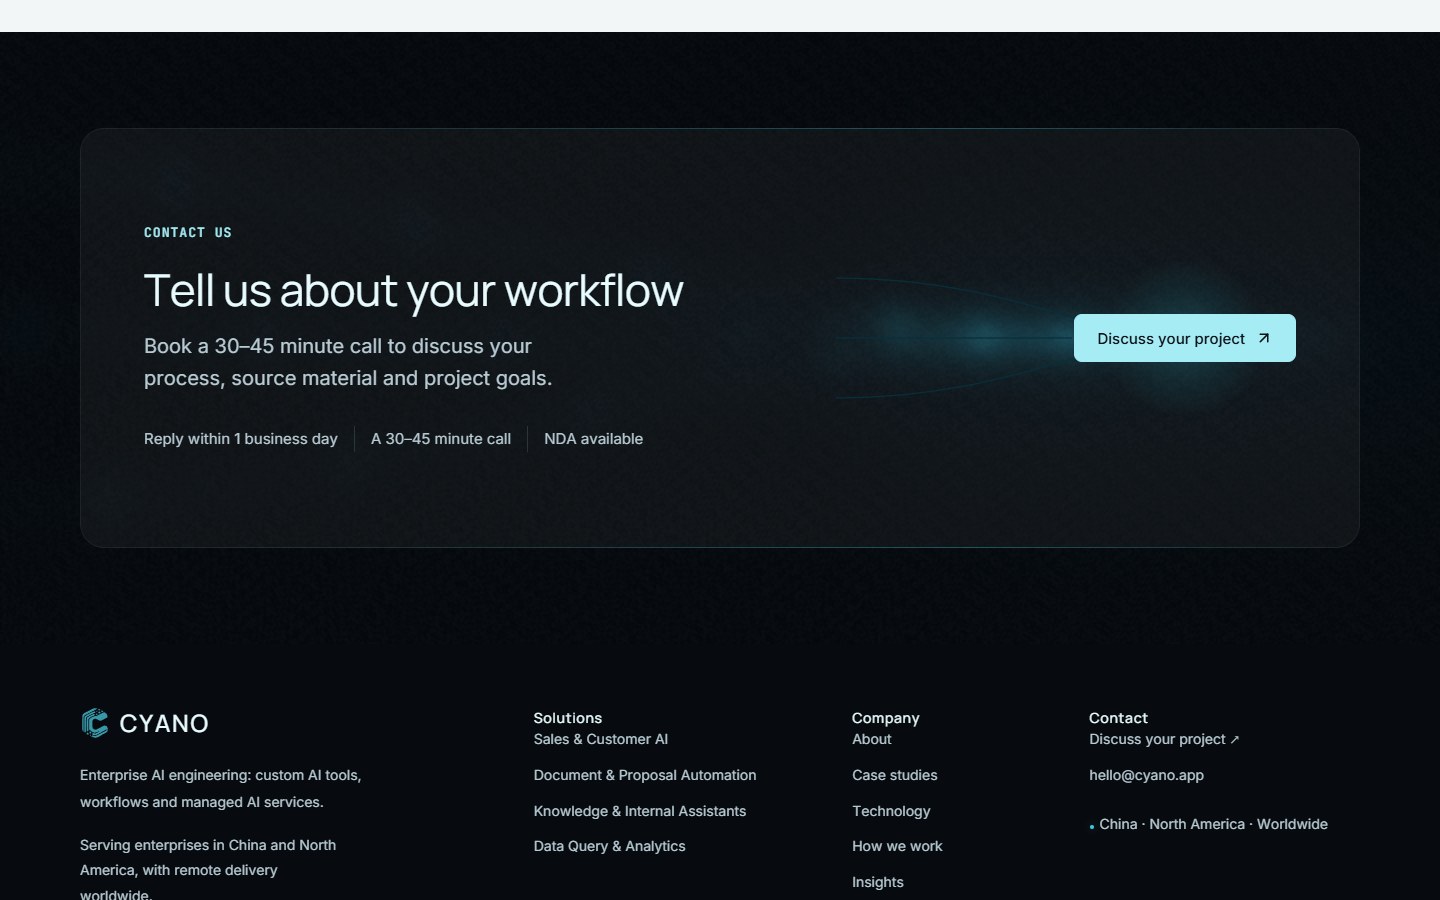 CONTACT US
Tell us about your workflow
Book a 30–45 minute call to discuss your
process, source material and project goals.
Reply within 1 business day
A 30–45 minute call
NDA available
Discuss your project ↗
CYANO
Enterprise AI engineering: custom AI tools,
workflows and managed AI services.
Serving enterprises in China and North
America, with remote delivery
worldwide.
Solutions
Sales & Customer AI
Document & Proposal Automation
Knowledge & Internal Assistants
Data Query & Analytics
Company
About
Case studies
Technology
How we work
Insights
Contact
Discuss your project ↗
hello@cyano.app
China · North America · Worldwide